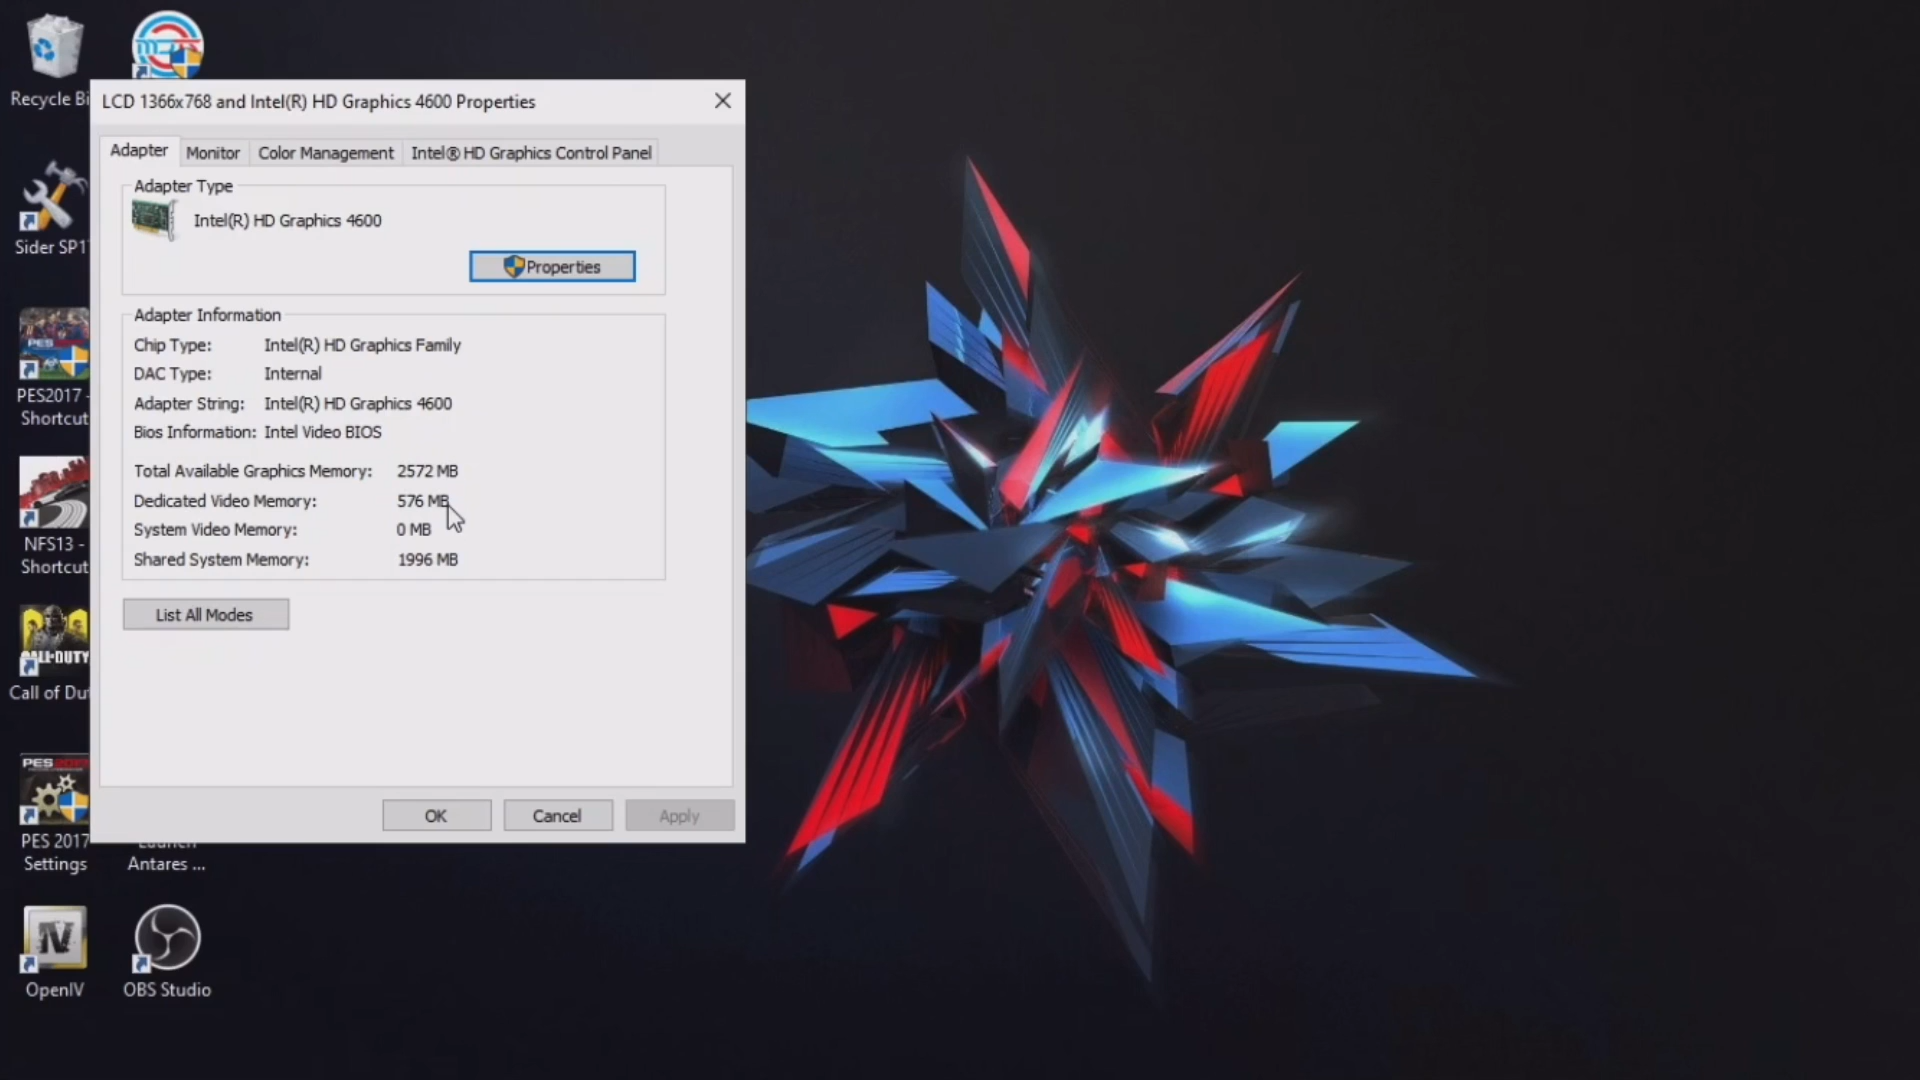 Recycle Bi
LCD 1366x768 and Intel(R) HD Graphics 4600 Properties
Adapter
Monitor
Color Management
Intel® HD Graphics Control Panel
Adapter Type
Intel(R) HD Graphics 4600
Properties
Adapter Information
Chip Type: Intel(R) HD Graphics Family
DAC Type: Internal
Adapter String: Intel(R) HD Graphics 4600
Bios Information: Intel Video BIOS
Total Available Graphics Memory: 2572 MB
Dedicated Video Memory: 576 MB
System Video Memory: 0 MB
Shared System Memory: 1996 MB
List All Modes
OK
Cancel
Apply
Sider SP17
PES2017 -
Shortcut
NFS13 -
Shortcut
Call of Du
PES 2017
Settings
Launch
Antares ...
OpenIV
OBS Studio